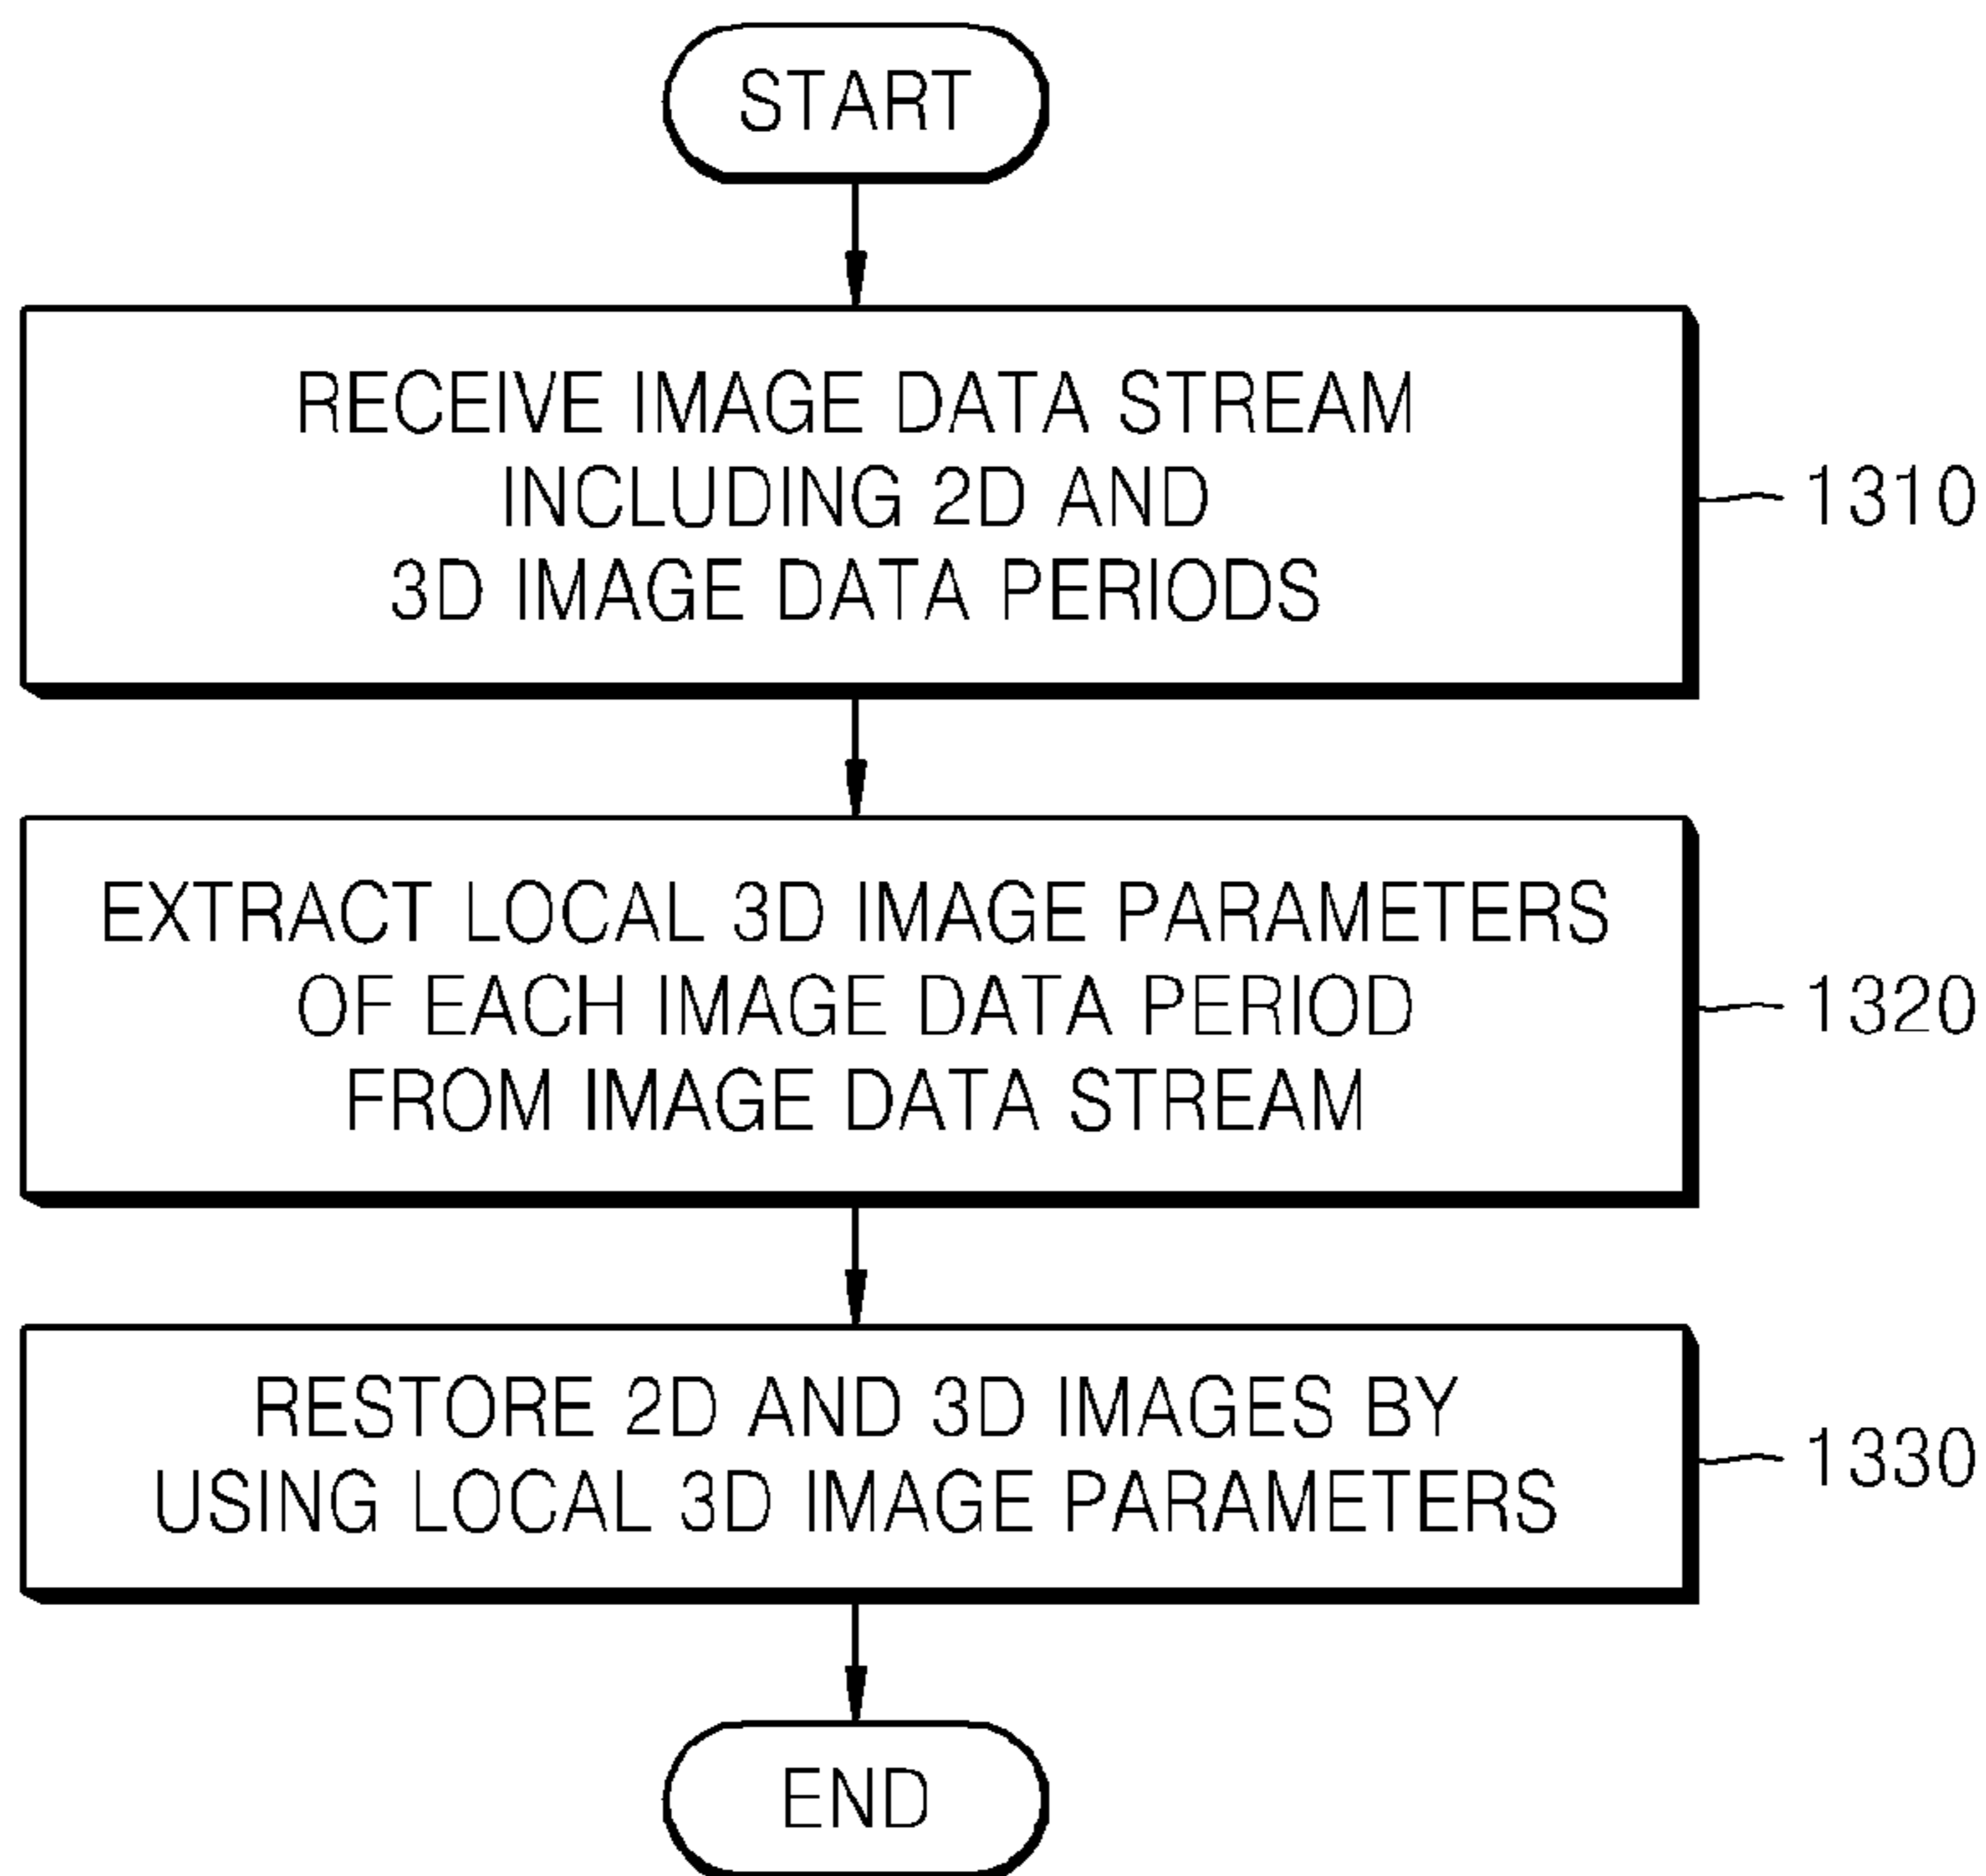 START
RECEIVE IMAGE DATA STREAM
INCLUDING 2D AND
3D IMAGE DATA PERIODS
1310
EXTRACT LOCAL 3D IMAGE PARAMETERS
OF EACH IMAGE DATA PERIOD
FROM IMAGE DATA STREAM
1320
RESTORE 2D AND 3D IMAGES BY
USING LOCAL 3D IMAGE PARAMETERS
1330
END